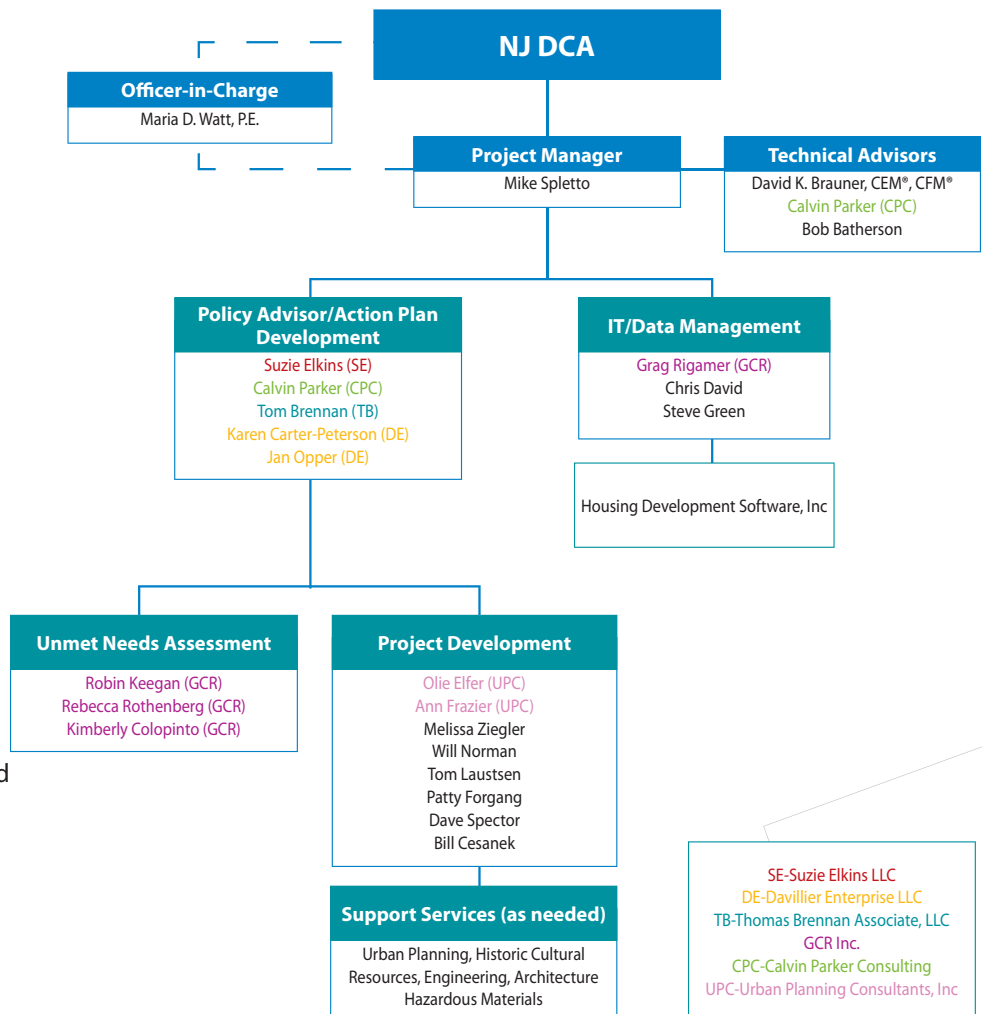 NJ DCA
Officer-in-Charge
Maria D. Watt, P.E.
Project Manager
Mike Spletto
Technical Advisors
David K. Brauner, CEM®, CFM®
Calvin Parker (CPC)
Bob Batherson
Policy Advisor/Action Plan
Development
Suzie Elkins (SE)
Calvin Parker (CPC)
Tom Brennan (TB)
Karen Carter-Peterson (DE)
Jan Opper (DE)
IT/Data Management
Grag Rigamer (GCR)
Chris David
Steve Green
Housing Development Software, Inc
Unmet Needs Assessment
Robin Keegan (GCR)
Rebecca Rothenberg (GCR)
Kimberly Colopinto (GCR)
d
Project Development
Olie Elfer (UPC)
Ann Frazier (UPC)
Melissa Ziegler
Will Norman
Tom Laustsen
Patty Forgang
Dave Spector
Bill Cesanek
Support Services (as needed)
Urban Planning, Historic Cultural
Resources, Engineering, Architecture
Hazardous Materials
SE-Suzie Elkins LLC
DE-Davillier Enterprise LLC
TB-Thomas Brennan Associate, LLC
GCR Inc.
CPC-Calvin Parker Consulting
UPC-Urban Planning Consultants, Inc